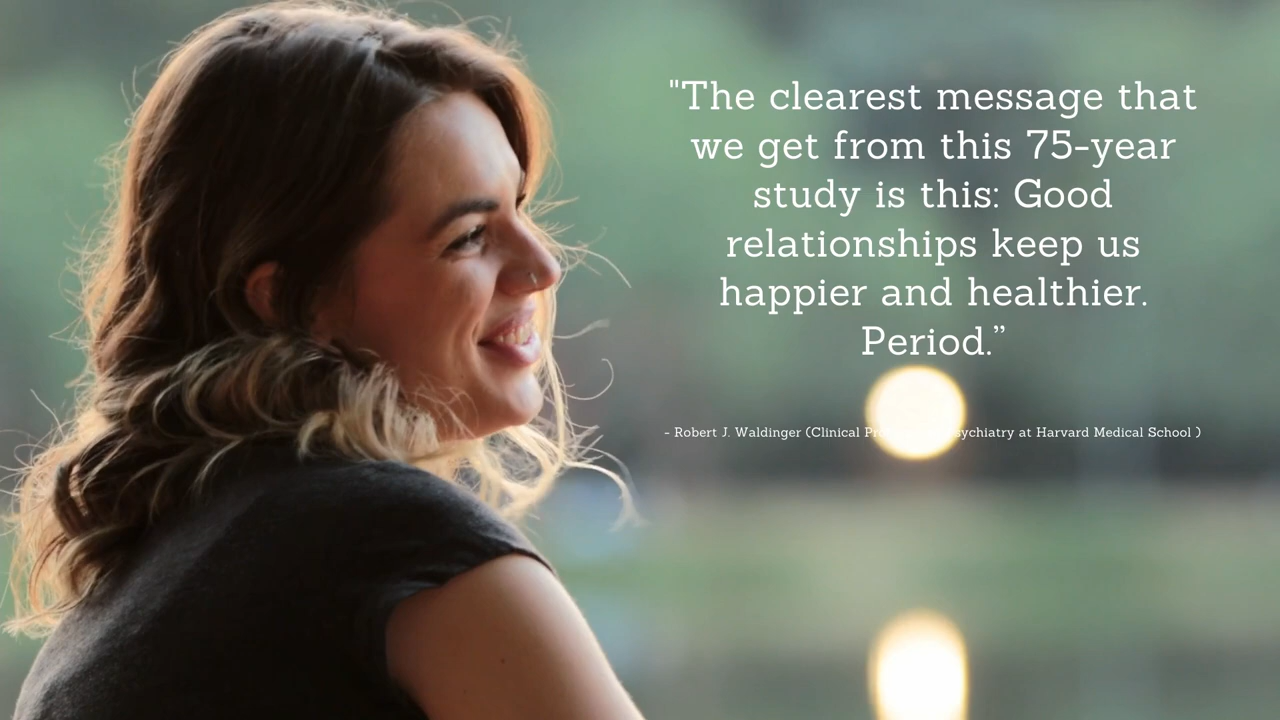 "The clearest message that
we get from this 75-year
study is this: Good
relationships keep us
happier and healthier.
Period.”
- Robert J. Waldinger (Clinical sychiatry at Harvard Medical School )